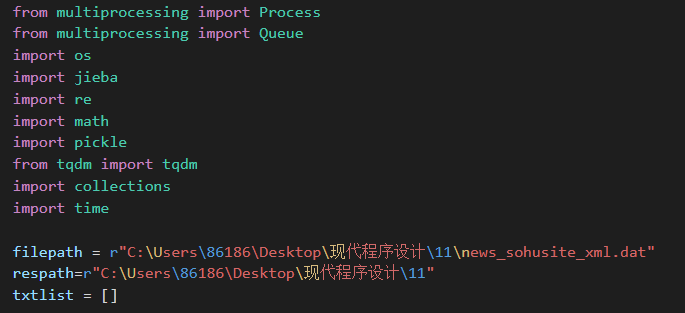 from multiprocessing import Process
from multiprocessing import Queue
import os
import jieba
import re
import math
import pickle
from tqdm import tqdm
import collections
import time
filepath = r"C:\Users\86186\Desktop\现代程序设计\11\news_sohusite_xml.dat"
respath=r"C:\Users\86186\Desktop\现代程序设计\11"
txtlist = []